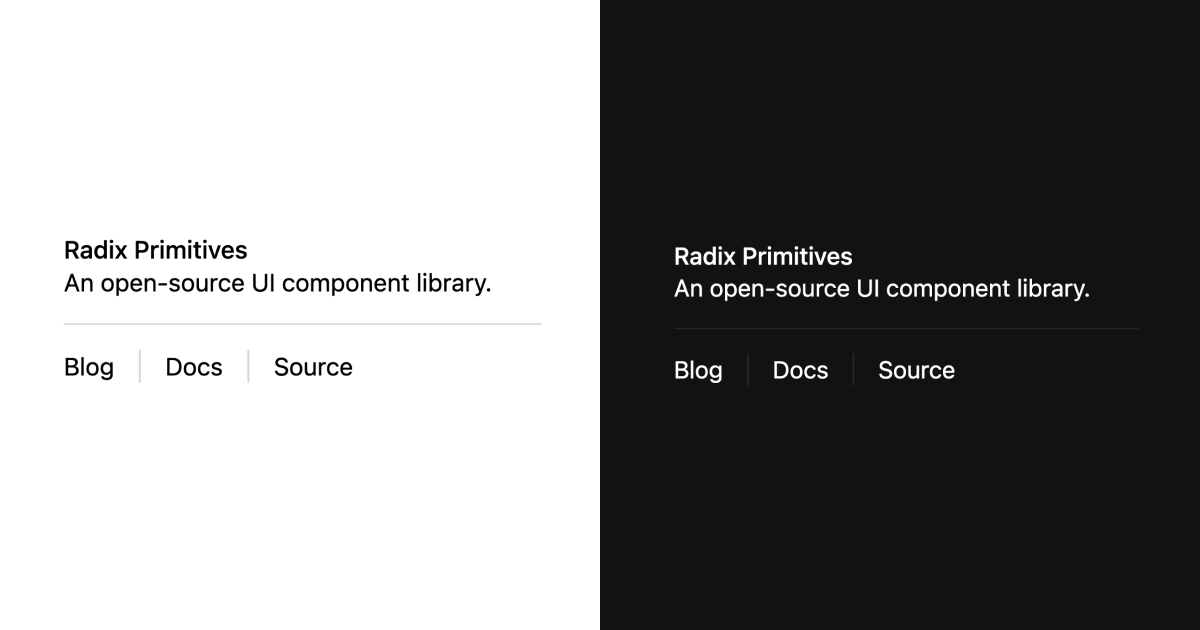 Radix Primitives
An open-source UI component library.
Blog
Docs
Source
Radix Primitives
An open-source UI component library.
Blog
Docs
Source